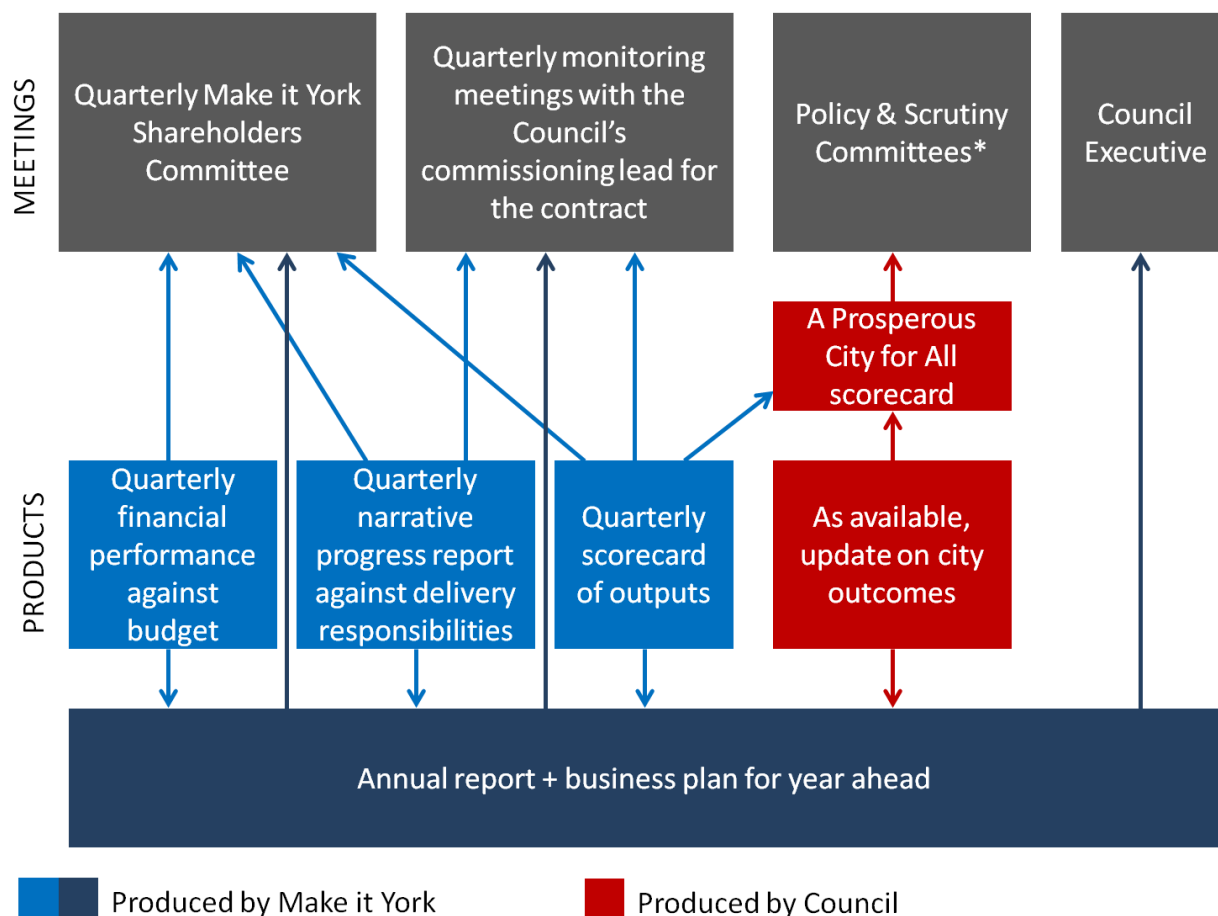 MEETINGS
Quarterly Make it York
Shareholders
Committee
Quarterly monitoring
meetings with the
Council’s
commissioning lead for
the contract
Policy & Scrutiny
Committees*
Council
Executive
A Prosperous
City for All
scorecard
PRODUCTS
Quarterly
financial
performance
against
budget
Quarterly
narrative
progress report
against delivery
responsibilities
Quarterly
scorecard
of outputs
As available,
update on city
outcomes
Annual report + business plan for year ahead
Produced by Make it York
Produced by Council